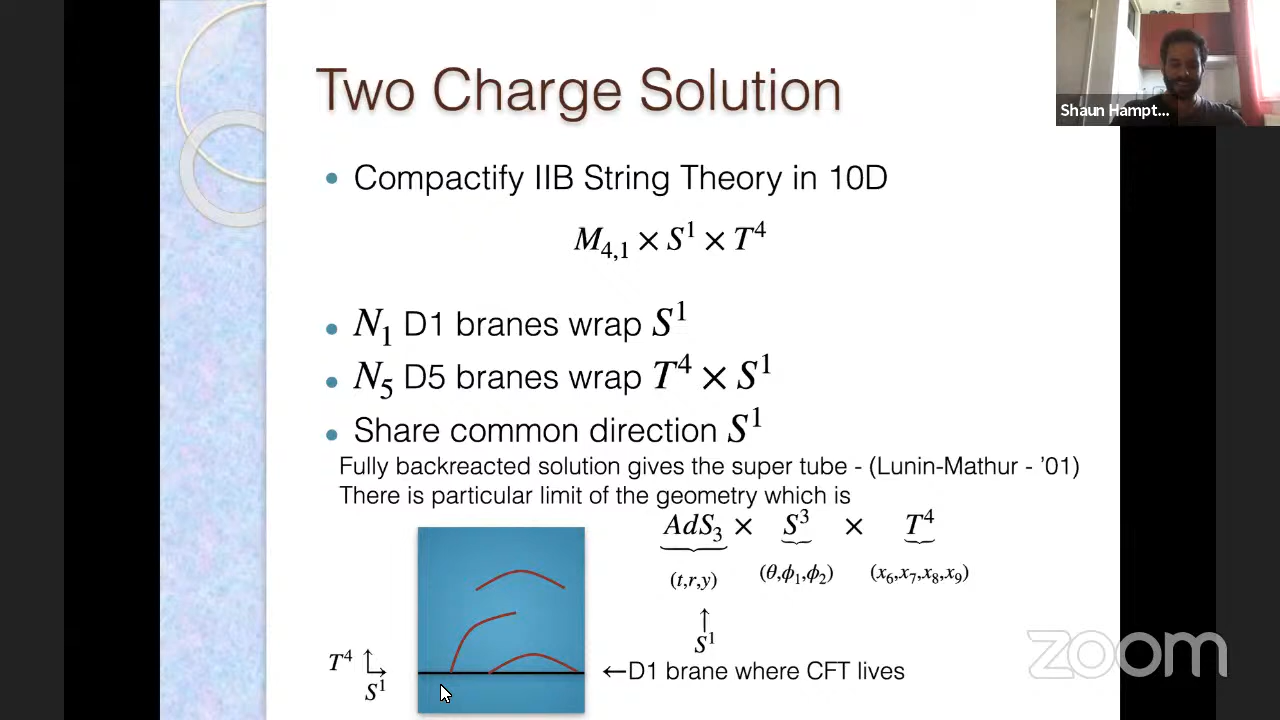 Two Charge Solution
Shaun Hampt...
• Compactify IIB String Theory in 10D
M₄,₁ × S¹ × T⁴
• N₁ D1 branes wrap S¹
• N₅ D5 branes wrap T⁴ × S¹
• Share common direction S¹
Fully backreacted solution gives the super tube - (Lunin-Mathur - ’01)
There is particular limit of the geometry which is
AdS₃ × S³ × T⁴
(t,r,y) (θ,ϕ₁,ϕ₂) (x₆,x₇,x₈,x₉)
↑
S¹
T⁴
S¹
←D1 brane where CFT lives
zoom